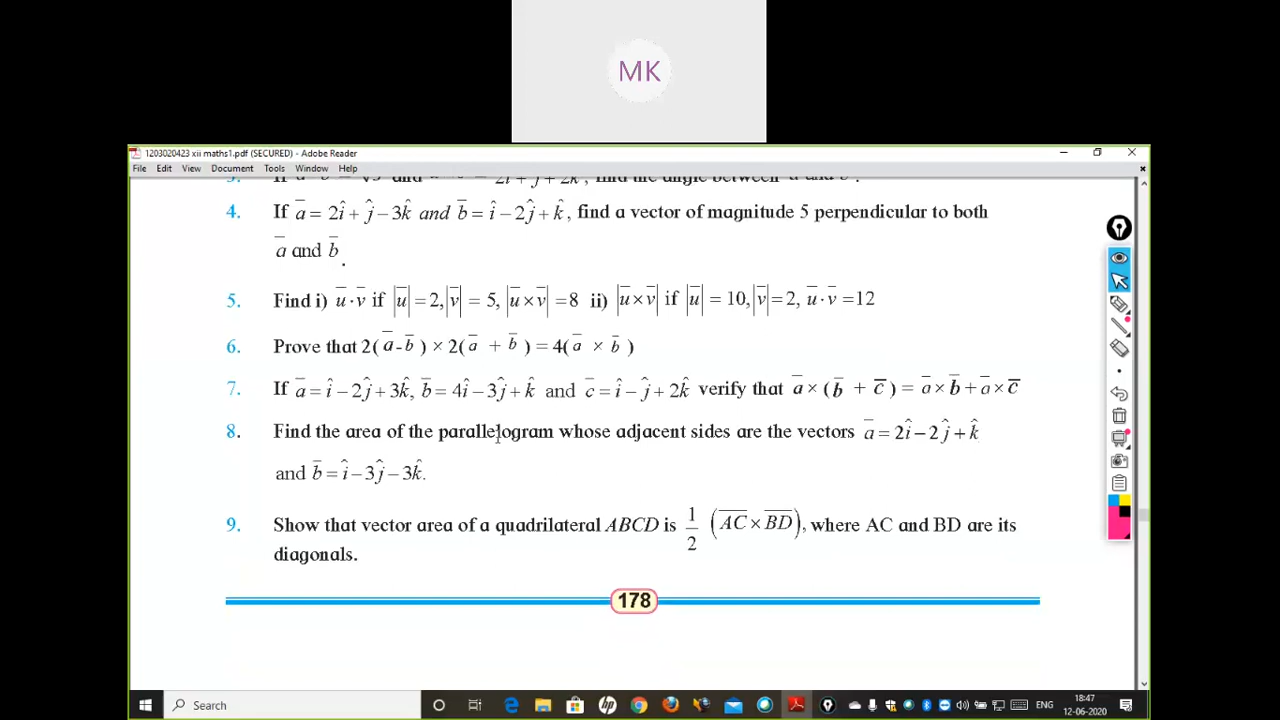 MK
1203020423 xii maths1.pdf (SECURED) - Adobe Reader
File Edit View Document Tools Window Help
find the angle between
4. If a̅ = 2î + ĵ − 3k̂ and b̅ = î − 2ĵ + k̂, find a vector of magnitude 5 perpendicular to both
a̅ and b̅ .
5. Find i) u̅ · v̅ if |u̅| = 2, |v̅| = 5, |u̅ × v̅| = 8 ii) |u̅ × v̅| if |u̅| = 10, |v̅| = 2, u̅ · v̅ = 12
6. Prove that 2( a̅ - b̅ ) × 2( a̅ + b̅ ) = 4( a̅ × b̅ )
7. If a̅ = î − 2ĵ + 3k̂, b̅ = 4î − 3ĵ + k̂ and c̅ = î − ĵ + 2k̂ verify that a̅ × ( b̅ + c̅ ) = a̅ × b̅ + a̅ × c̅
8. Find the area of the parallelogram whose adjacent sides are the vectors a̅ = 2î − 2ĵ + k̂
and b̅ = î − 3ĵ − 3k̂.
9. Show that vector area of a quadrilateral ABCD is 1/2 (A̅C̅ × B̅D̅), where AC and BD are its
diagonals.
178
Search
ENG
18:47
12-06-2020